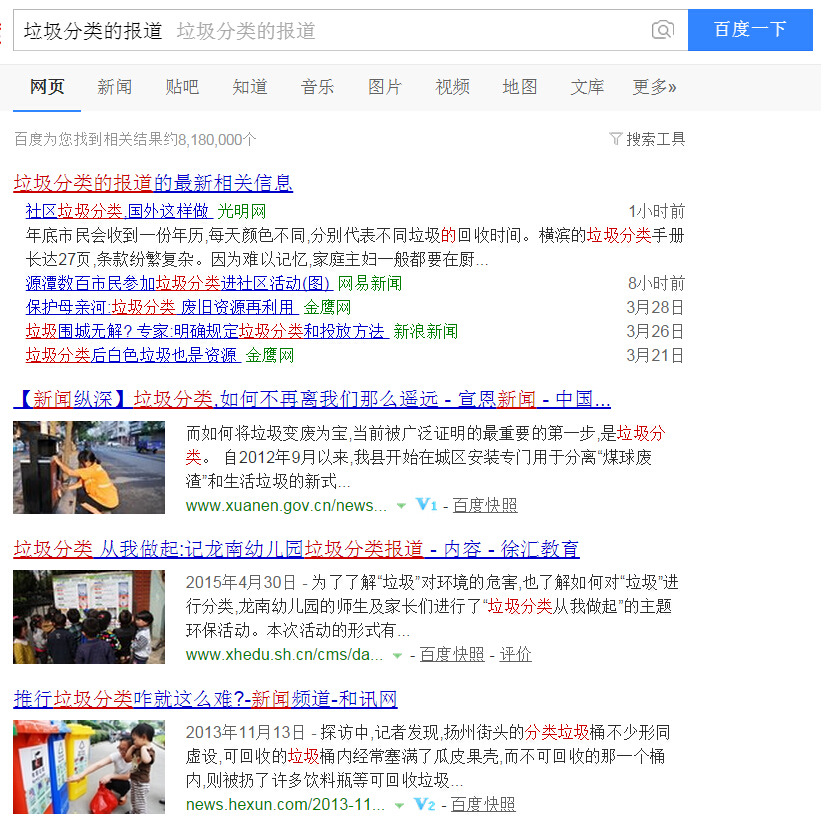 垃圾分类的报道 垃圾分类的报道
百度一下
网页 新闻 贴吧 知道 音乐 图片 视频 地图 文库 更多»
百度为您找到相关结果约8,180,000个 搜索工具
垃圾分类的报道的最新相关信息
社区垃圾分类,国外这样做 光明网 1小时前
年底市民会收到一份年历,每天颜色不同,分别代表不同垃圾的回收时间。横滨的垃圾分类手册
长达27页,条款纷繁复杂。因为难以记忆,家庭主妇一般都要在厨...
源潭数百市民参加垃圾分类进社区活动(图) 网易新闻 8小时前
保护母亲河:垃圾分类 废旧资源再利用 金鹰网 3月28日
垃圾围城无解? 专家:明确规定垃圾分类和投放方法 新浪新闻 3月26日
垃圾分类后白色垃圾也是资源 金鹰网 3月21日
【新闻纵深】垃圾分类,如何不再离我们那么遥远 - 宣恩新闻 - 中国...
而如何将垃圾变废为宝,当前被广泛证明的最重要的第一步,是垃圾分
类。 自2012年9月以来,我县开始在城区安装专门用于分离“煤球废
渣”和生活垃圾的新式...
www.xuanen.gov.cn/news... V1 - 百度快照
垃圾分类 从我做起:记龙南幼儿园垃圾分类报道 - 内容 - 徐汇教育
2015年4月30日 - 为了了解“垃圾”对环境的危害,也了解如何对“垃圾”进
行分类,龙南幼儿园的师生及家长们进行了“垃圾分类从我做起”的主题
环保活动。本次活动的形式有...
www.xhedu.sh.cn/cms/da... - 百度快照 - 评价
推行垃圾分类咋就这么难?-新闻频道-和讯网
2013年11月13日 - 探访中,记者发现,扬州街头的分类垃圾桶不少形同
虚设,可回收的垃圾桶内经常塞满了瓜皮果壳,而不可回收的那一个桶
内,则被扔了许多饮料瓶等可回收垃圾...
news.hexun.com/2013-11... V2 - 百度快照